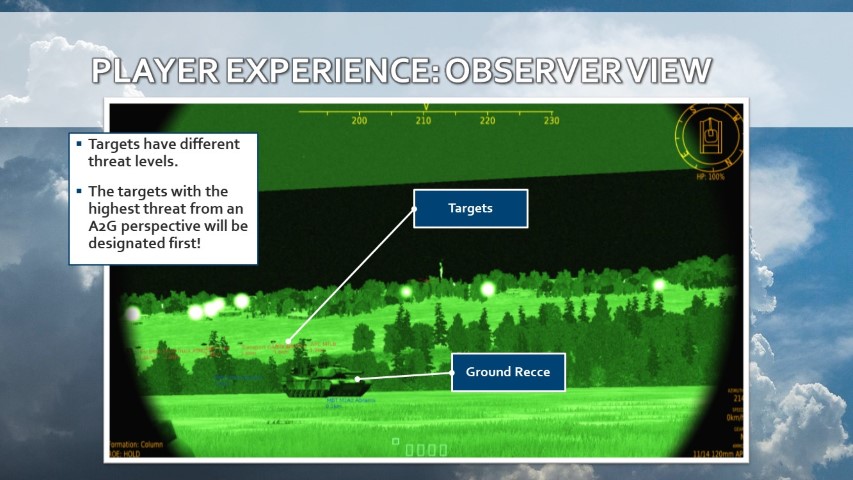 PLAYER EXPERIENCE: OBSERVER VIEW
200 210 220 230
HP: 100%
Targets have different
threat levels.
The targets with the
highest threat from an
A2G perspective will be
designated first!
Targets
Ground Recce
ormation: Column
OE: HOLD
214
0km/
11/14 120mm AP